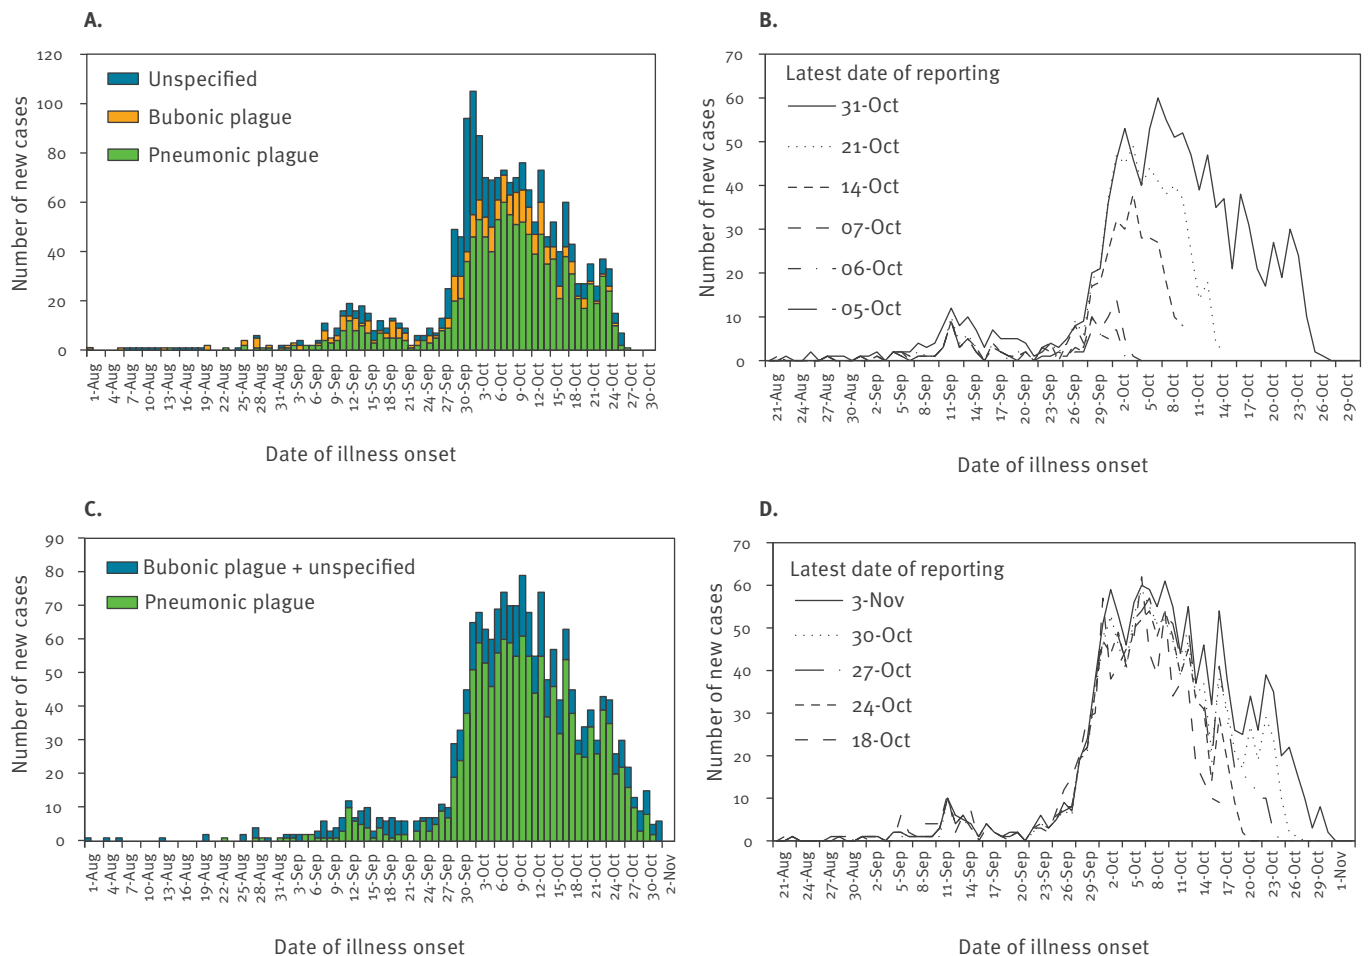 A.
120
100
80
60
40
20
0
Number of new cases
Unspecified
Bubonic plague
Pneumonic plague
1-Aug
4-Aug
7-Aug
10-Aug
13-Aug
16-Aug
19-Aug
22-Aug
25-Aug
28-Aug
31-Aug
3-Sep
6-Sep
9-Sep
12-Sep
15-Sep
18-Sep
21-Sep
24-Sep
27-Sep
30-Sep
3-Oct
6-Oct
9-Oct
12-Oct
15-Oct
18-Oct
21-Oct
24-Oct
27-Oct
30-Oct
Date of illness onset
B.
70
60
50
40
30
20
10
0
Number of new cases
Latest date of reporting
31-Oct
21-Oct
14-Oct
07-Oct
06-Oct
05-Oct
21-Aug
24-Aug
27-Aug
30-Aug
2-Sep
5-Sep
8-Sep
11-Sep
14-Sep
17-Sep
20-Sep
23-Sep
26-Sep
29-Sep
2-Oct
5-Oct
8-Oct
11-Oct
14-Oct
17-Oct
20-Oct
23-Oct
26-Oct
29-Oct
Date of illness onset
C.
90
80
70
60
50
40
30
20
10
0
Number of new cases
Bubonic plague + unspecified
Pneumonic plague
1-Aug
4-Aug
7-Aug
10-Aug
13-Aug
16-Aug
19-Aug
22-Aug
25-Aug
28-Aug
31-Aug
3-Sep
6-Sep
9-Sep
12-Sep
15-Sep
18-Sep
21-Sep
24-Sep
27-Sep
30-Sep
3-Oct
6-Oct
9-Oct
12-Oct
15-Oct
18-Oct
21-Oct
24-Oct
27-Oct
30-Oct
2-Nov
Date of illness onset
D.
70
60
50
40
30
20
10
0
Number of new cases
Latest date of reporting
3-Nov
30-Oct
27-Oct
24-Oct
18-Oct
21-Aug
24-Aug
27-Aug
30-Aug
2-Sep
5-Sep
8-Sep
11-Sep
14-Sep
17-Sep
20-Sep
23-Sep
26-Sep
29-Sep
2-Oct
5-Oct
8-Oct
11-Oct
14-Oct
17-Oct
20-Oct
23-Oct
26-Oct
29-Oct
1-Nov
Date of illness onset